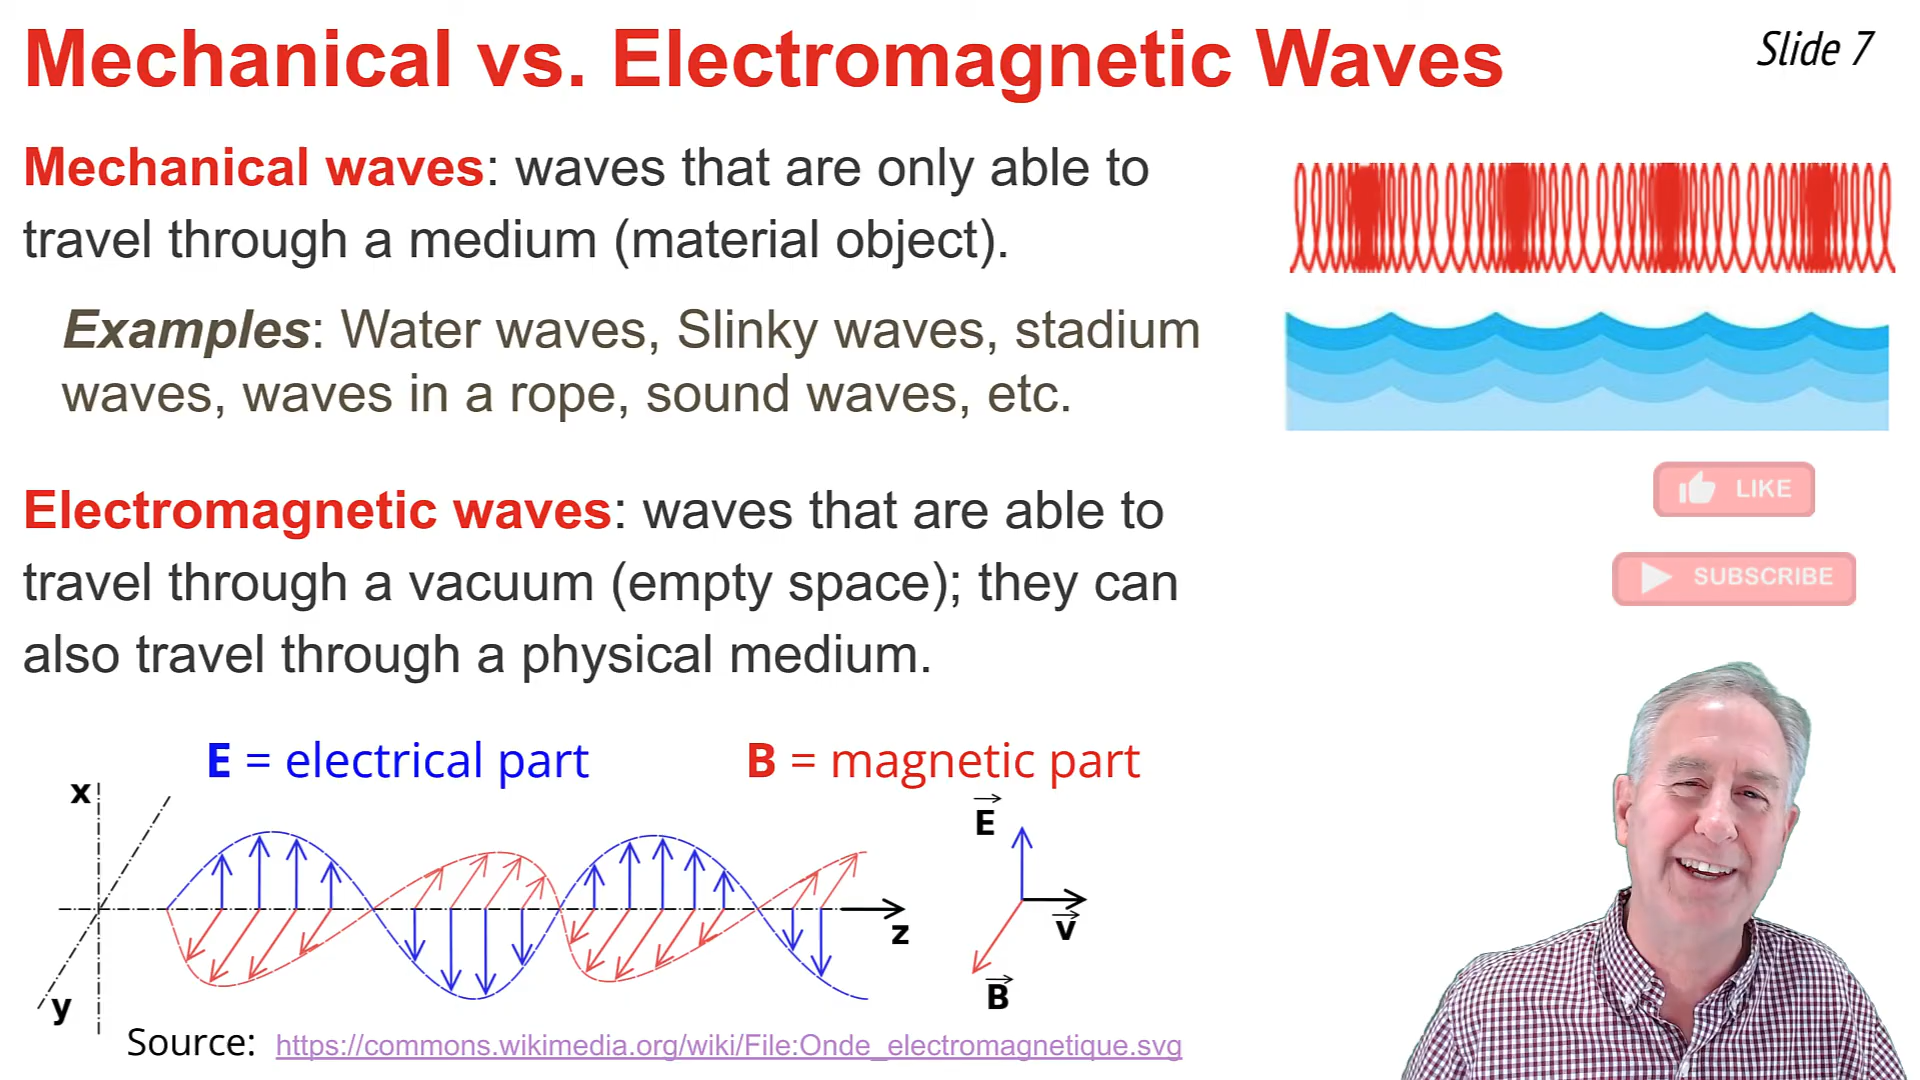 Mechanical vs. Electromagnetic Waves
Slide 7
Mechanical waves: waves that are only able to
travel through a medium (material object).
Examples: Water waves, Slinky waves, stadium
waves, waves in a rope, sound waves, etc.
LIKE
SUBSCRIBE
Electromagnetic waves: waves that are able to
travel through a vacuum (empty space); they can
also travel through a physical medium.
E = electrical part
B = magnetic part
x
y
z
E
v
B
Source: https://commons.wikimedia.org/wiki/File:Onde_electromagnetique.svg